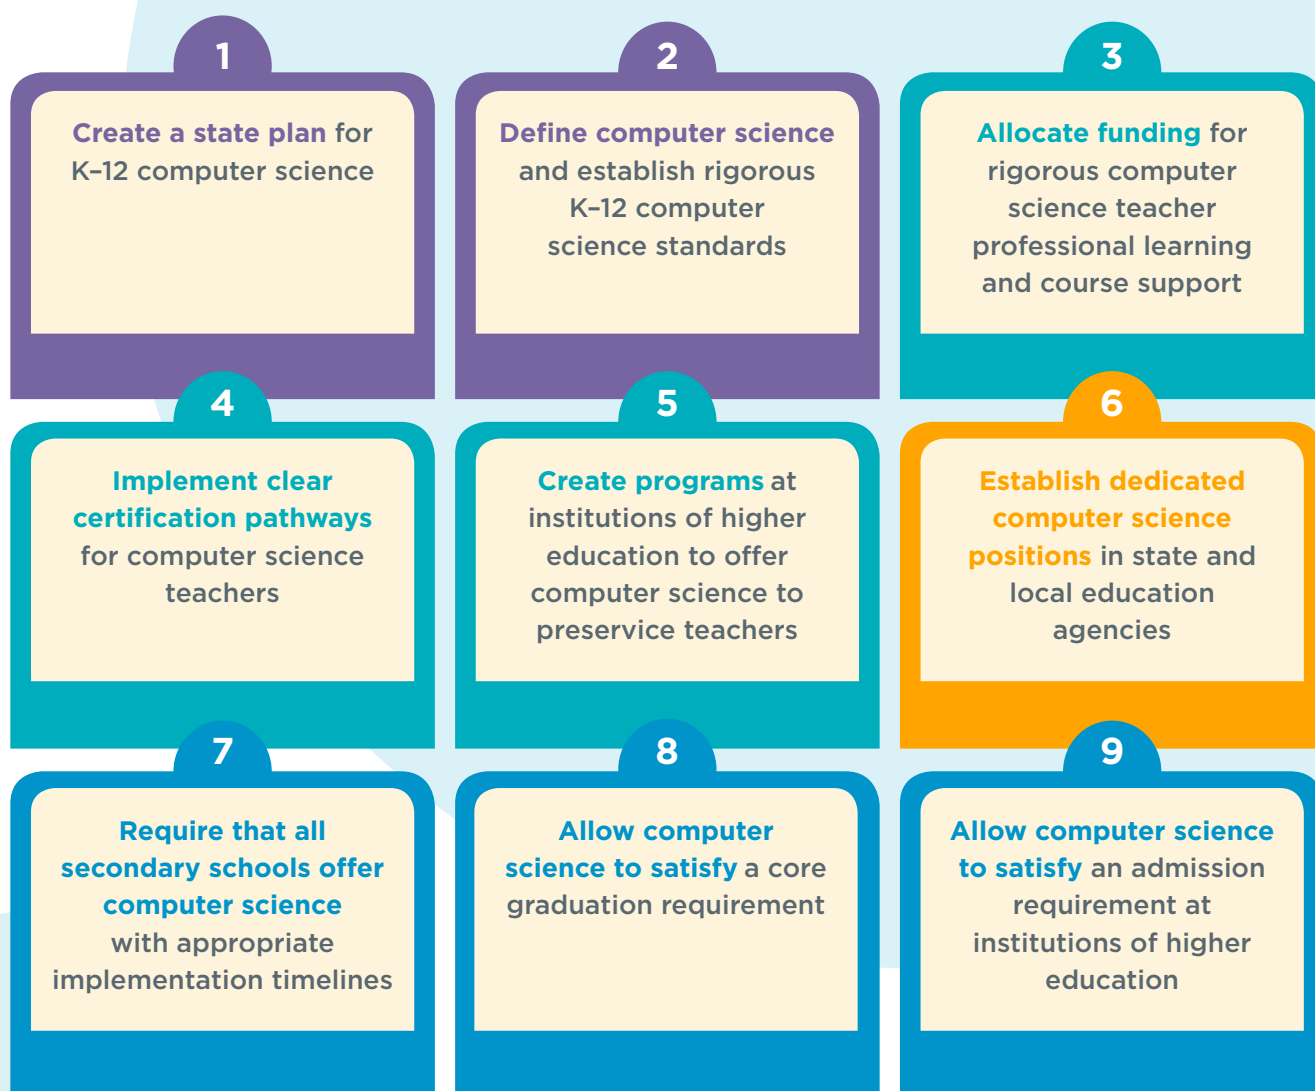 1
Create a state plan for
K–12 computer science
2
Define computer science
and establish rigorous
K–12 computer
science standards
3
Allocate funding for
rigorous computer
science teacher
professional learning
and course support
4
Implement clear
certification pathways
for computer science
teachers
5
Create programs at
institutions of higher
education to offer
computer science to
preservice teachers
6
Establish dedicated
computer science
positions in state and
local education
agencies
7
Require that all
secondary schools offer
computer science
with appropriate
implementation timelines
8
Allow computer
science to satisfy a core
graduation requirement
9
Allow computer science
to satisfy an admission
requirement at
institutions of higher
education